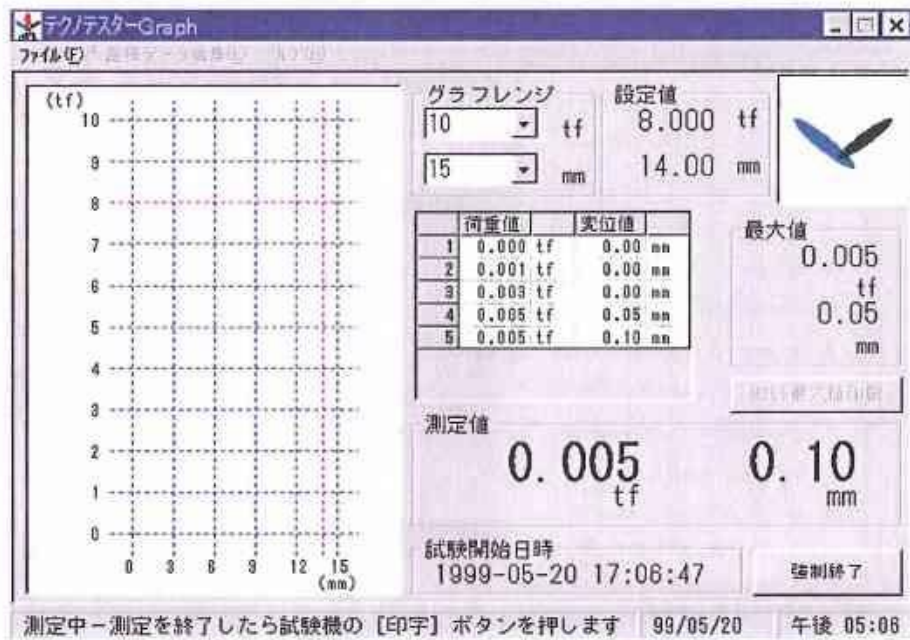 テクノテスターGraph
ファイル(F)
(tf)
10
9
8
7
6
5
4
3
2
1
0
0 3 6 9 12 15
(mm)
グラフレンジ
10 tf
15 mm
設定値
8.000 tf
14.00 mm
荷重値 変位値
1 0.000 tf 0.00 mm
2 0.001 tf 0.00 mm
3 0.003 tf 0.00 mm
4 0.005 tf 0.05 mm
5 0.005 tf 0.10 mm
最大値
0.005
tf
0.05
mm
測定値
0.005 tf 0.10 mm
試験開始日時
1999-05-20 17:06:47
強制終了
測定中－測定を終了したら試験機の [印字] ボタンを押します 99/05/20 午後 05:06